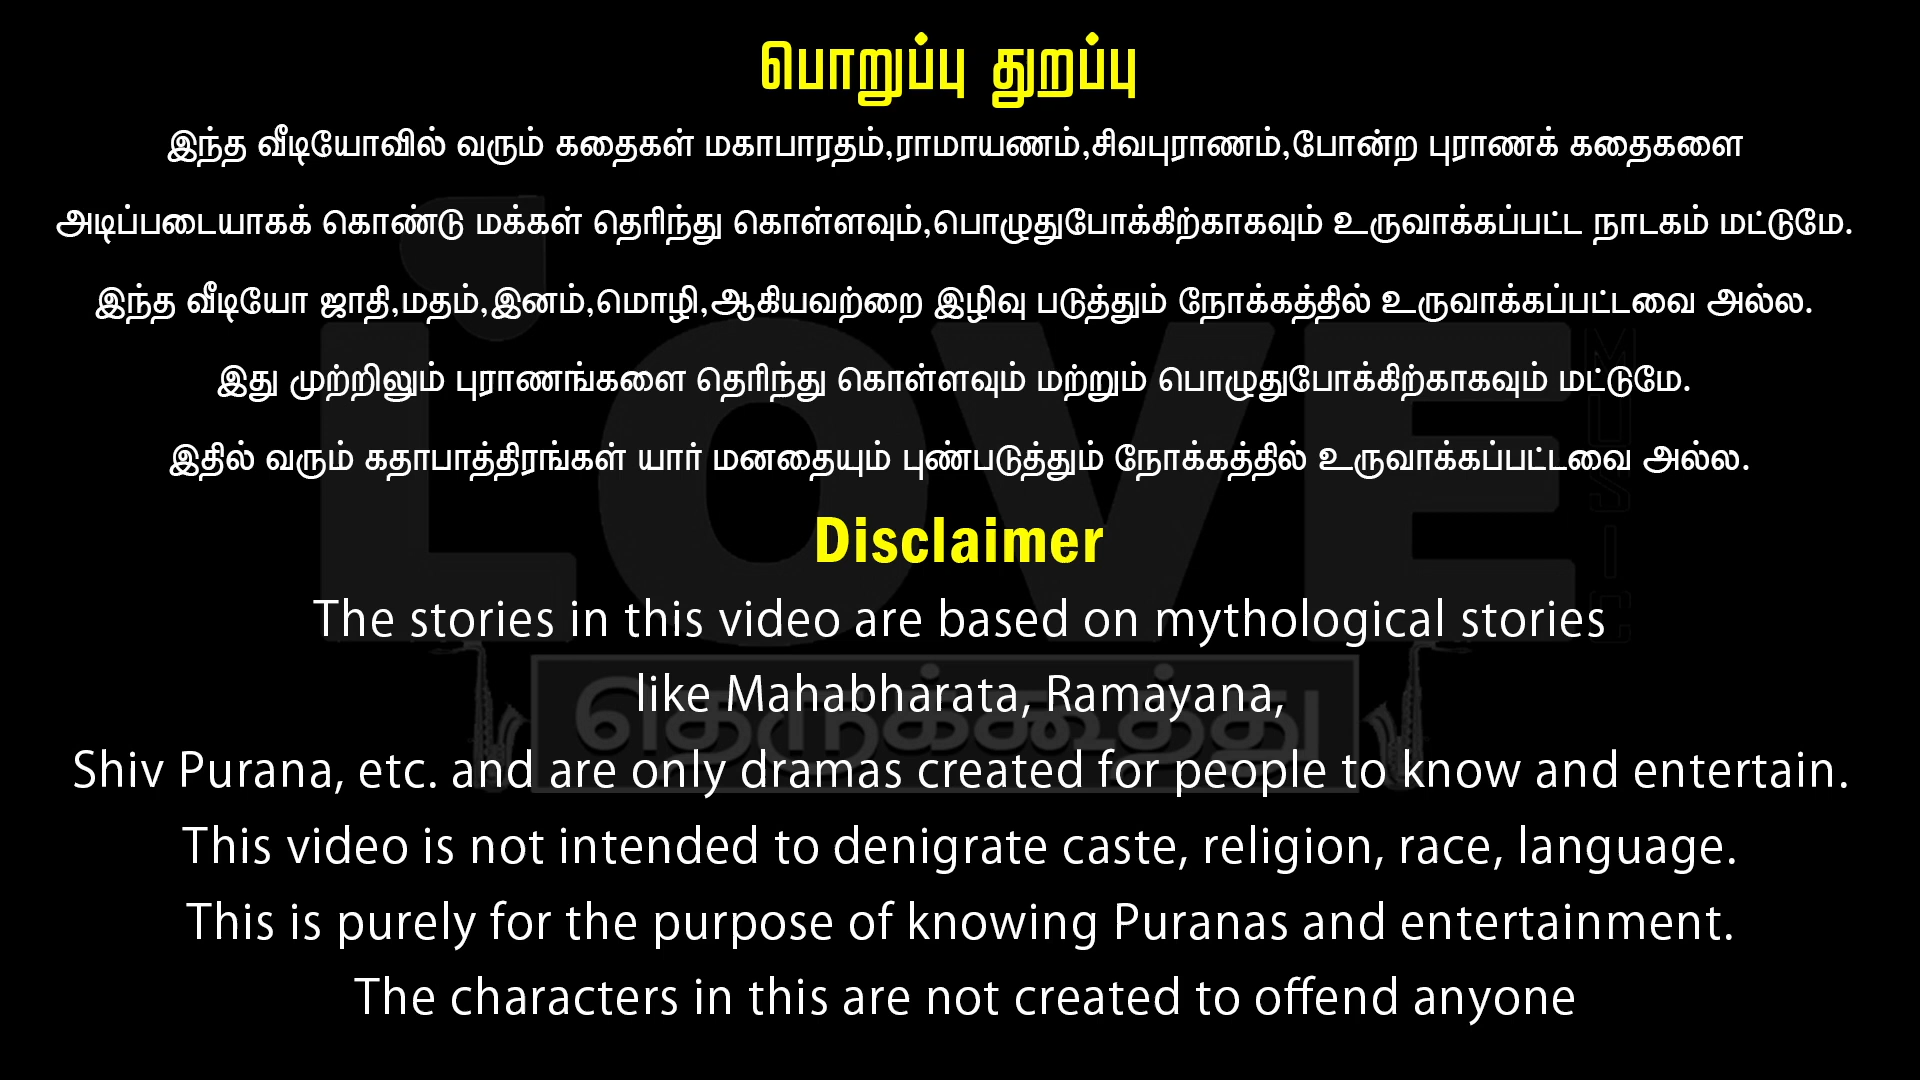 பொறுப்பு துறப்பு
இந்த வீடியோவில் வரும் கதைகள் மகாபாரதம்,ராமாயணம்,சிவபுராணம்,போன்ற புராணக் கதைகளை
அடிப்படையாகக் கொண்டு மக்கள் தெரிந்து கொள்ளவும்,பொழுதுபோக்கிற்காகவும் உருவாக்கப்பட்ட நாடகம் மட்டுமே.
இந்த வீடியோ ஜாதி,மதம்,இனம்,மொழி,ஆகியவற்றை இழிவு படுத்தும் நோக்கத்தில் உருவாக்கப்பட்டவை அல்ல.
இது முற்றிலும் புராணங்களை தெரிந்து கொள்ளவும் மற்றும் பொழுதுபோக்கிற்காகவும் மட்டுமே.
இதில் வரும் கதாபாத்திரங்கள் யார் மனதையும் புண்படுத்தும் நோக்கத்தில் உருவாக்கப்பட்டவை அல்ல.
LOVE
MUSIC
Disclaimer
The stories in this video are based on mythological stories
like Mahabharata, Ramayana,
தெருக்கூத்து
Shiv Purana, etc. and are only dramas created for people to know and entertain.
This video is not intended to denigrate caste, religion, race, language.
This is purely for the purpose of knowing Puranas and entertainment.
The characters in this are not created to offend anyone